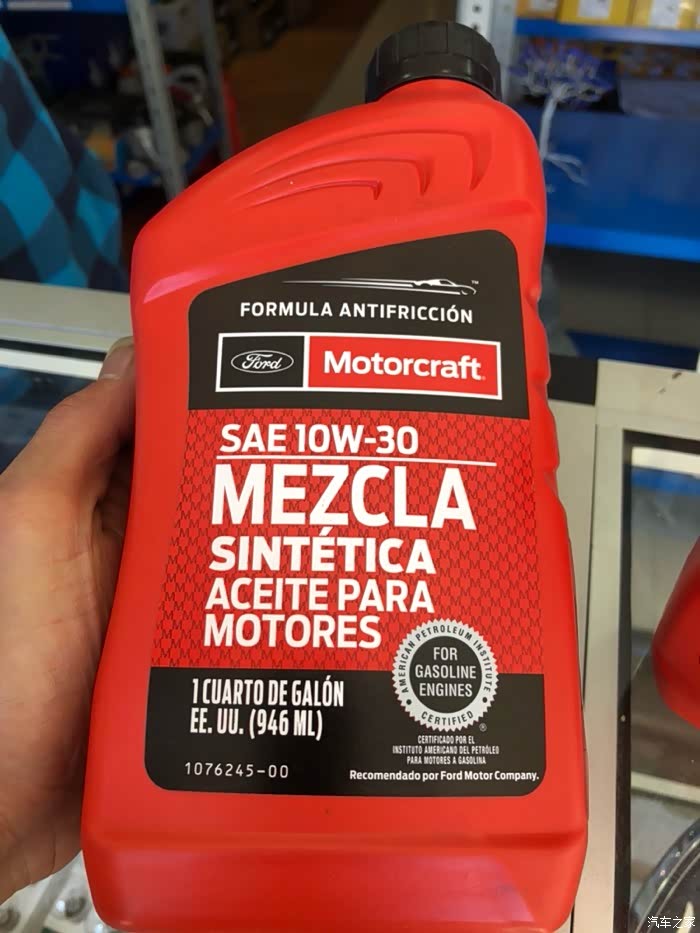 ™
FORMULA ANTIFRICCIÓN
Ford
Motorcraft
SAE 10W-30
MEZCLA
SINTÉTICA
ACEITE PARA
MOTORES
AMERICAN PETROLEUM INSTITUTE
FOR
GASOLINE
ENGINES
CERTIFIED
®
1 CUARTO DE GALÓN
EE. UU. (946 ML)
CERTIFICADO POR EL
INSTITUTO AMERICANO DEL PETRÓLEO
PARA MOTORES A GASOLINA
1076245-00
Recomendado por Ford Motor Company.
汽车之家